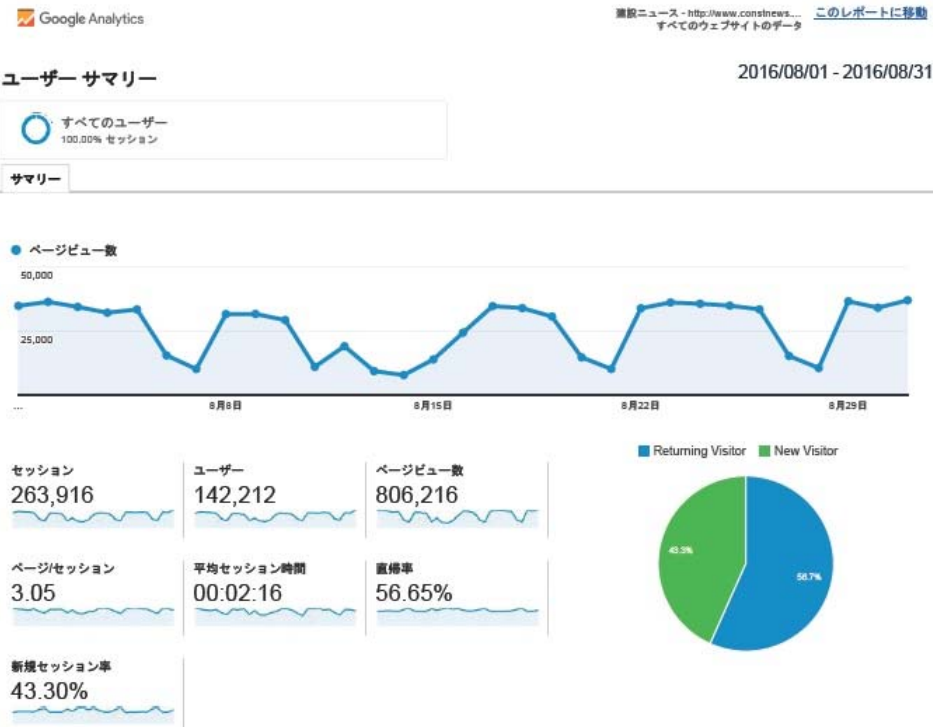 Google Analytics
建設ニュース - http://www.constnews....
すべてのウェブサイトのデータ
このレポートに移動
ユーザー サマリー
2016/08/01 - 2016/08/31
すべてのユーザー
100.00% セッション
サマリー
ページビュー数
50,000
25,000
...
8月8日
8月15日
8月22日
8月29日
Returning Visitor
New Visitor
セッション
263,916
ユーザー
142,212
ページビュー数
806,216
43.3%
56.7%
ページ/セッション
3.05
平均セッション時間
00:02:16
直帰率
56.65%
新規セッション率
43.30%